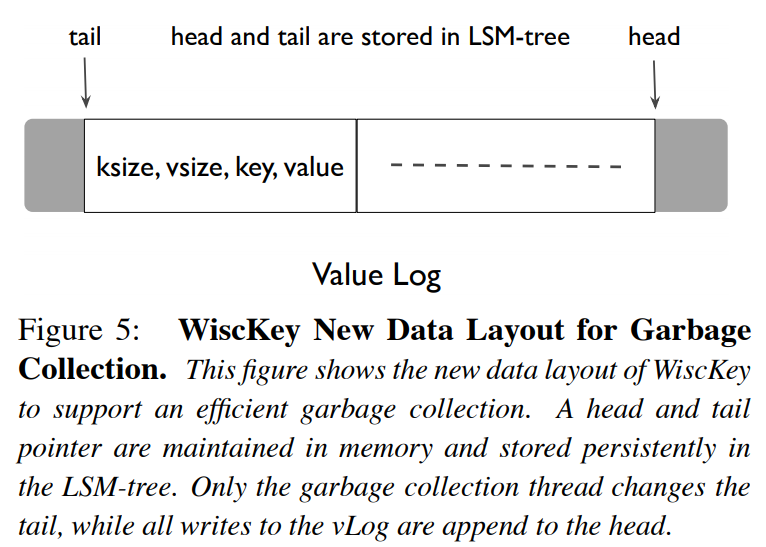 tail head and tail are stored in LSM-tree head
ksize, vsize, key, value
Value Log
Figure 5: WiscKey New Data Layout for Garbage
Collection. This figure shows the new data layout of WiscKey
to support an efficient garbage collection. A head and tail
pointer are maintained in memory and stored persistently in
the LSM-tree. Only the garbage collection thread changes the
tail, while all writes to the vLog are append to the head.